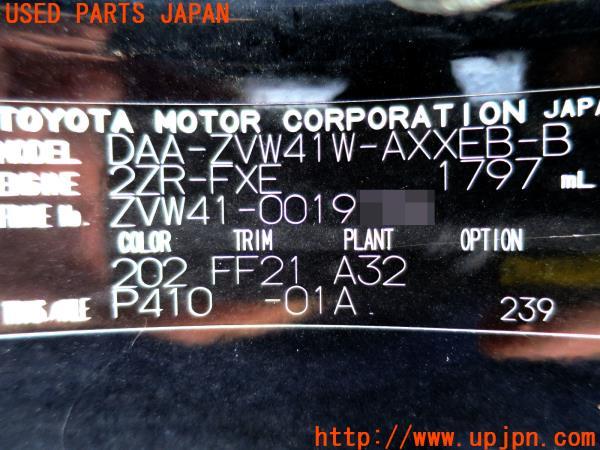 USED PARTS JAPAN
TOYOTA MOTOR CORPORATION JAPA
MODEL DAA-ZVW41W-AXXEB-B
ENGINE 2ZR-FXE 1797 mL
FRAME No. ZVW41-0019
COLOR TRIM PLANT OPTION
202 FF21 A32
TRANS./AXLE P410 -01A 239
http://www.upjpn.com/